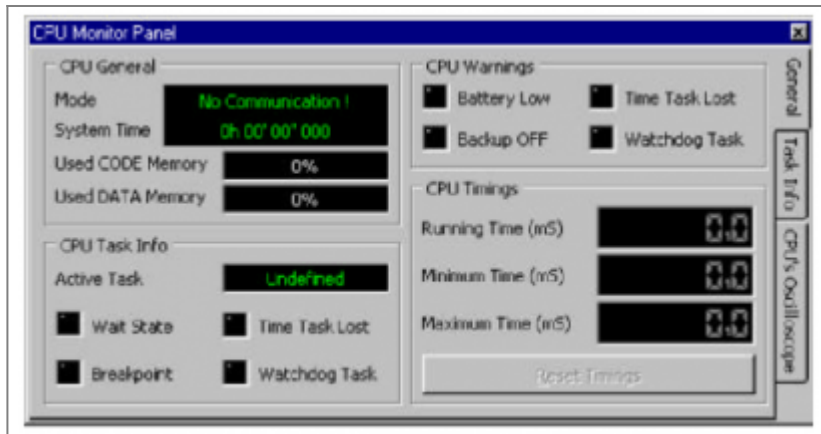 CPU Monitor Panel
CPU General
Mode No Communication !
System Time 0h 00' 00" 000
Used CODE Memory 0%
Used DATA Memory 0%
CPU Task Info
Active Task Undefined
Wait State Time Task Lost
Breakpoint Watchdog Task
CPU Warnings
Battery Low Time Task Lost
Backup OFF Watchdog Task
CPU Timings
Running Time (mS) 0.0
Minimum Time (mS) 0.0
Maximum Time (mS) 0.0
Reset Timings
General
Task Info
CPU's Oscilloscope